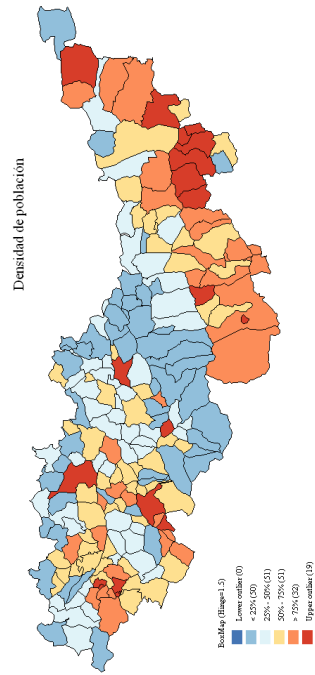 Densidad de población
BoxMap (Hinge=1.5)
Lower outlier (0)
< 25% (50)
25% - 50% (51)
50% - 75% (51)
> 75% (32)
Upper outlier (19)